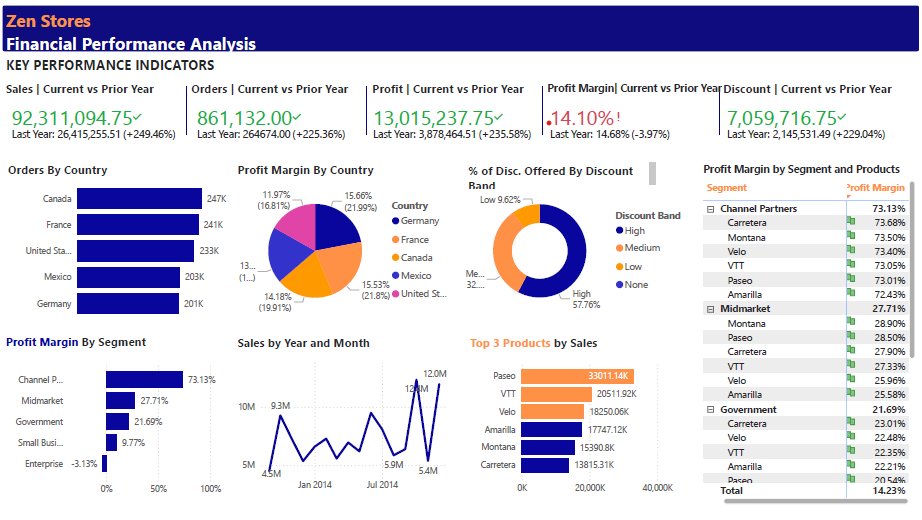 Zen Stores
Financial Performance Analysis
KEY PERFORMANCE INDICATORS
Sales | Current vs Prior Year
92,311,094.75
Last Year: 26,415,255.51 (+249.46%)
Orders | Current vs Prior Year
861,132.00
Last Year: 264674.00 (+225.36%)
Profit | Current vs Prior Year
13,015,237.75
Last Year: 3,878,464.51 (+235.58%)
Profit Margin| Current vs Prior Year
14.10%!
Last Year: 14.68% (-3.97%)
Discount | Current vs Prior Year
7,059,716.75
Last Year: 2,145,531.49 (+229.04%)
Orders By Country
Canada 247K
France 241K
United Sta... 233K
Mexico 203K
Germany 201K
Profit Margin By Country
11.97%
(16.81%)
15.66%
(21.99%)
13...
(1...)
14.18%
(19.91%)
15.53%
(21.8%)
Country
Germany
France
Canada
Mexico
United St...
% of Disc. Offered By Discount
Band
Low 9.62%
Me...
32....
High
57.76%
Discount Band
High
Medium
Low
None
Profit Margin by Segment and Products
Segment Profit Margin
Channel Partners 73.13%
Carretera 73.68%
Montana 73.50%
Velo 73.40%
VTT 73.05%
Paseo 73.01%
Amarilla 72.43%
Midmarket 27.71%
Montana 28.90%
Paseo 28.50%
Carretera 27.90%
VTT 27.33%
Velo 25.96%
Amarilla 25.58%
Government 21.69%
Carretera 23.01%
Velo 22.48%
VTT 22.35%
Amarilla 22.21%
Paseo 20.54%
Total 14.23%
Profit Margin By Segment
Channel P... 73.13%
Midmarket 27.71%
Government 21.69%
Small Busi... 9.77%
Enterprise -3.13%
0% 50% 100%
Sales by Year and Month
12.0M
10M
9.3M
5M
4.5M
5.9M
5.4M
Jan 2014 Jul 2014
Top 3 Products by Sales
Paseo 33011.14K
VTT 20511.92K
Velo 18250.06K
Amarilla 17747.12K
Montana 15390.8K
Carretera 13815.31K
0K 20,000K 40,000K